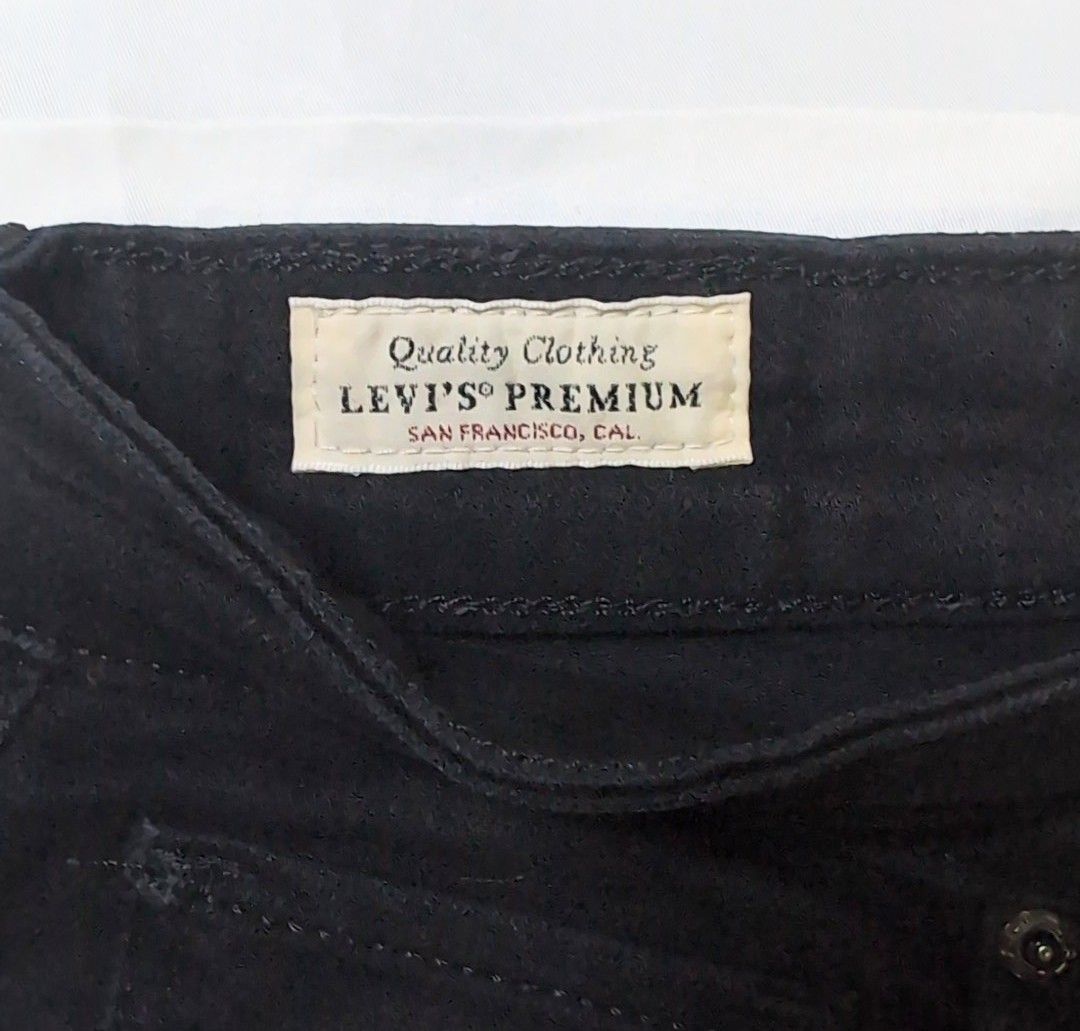 Quality Clothing
LEVI'S® PREMIUM
SAN FRANCISCO, CAL.